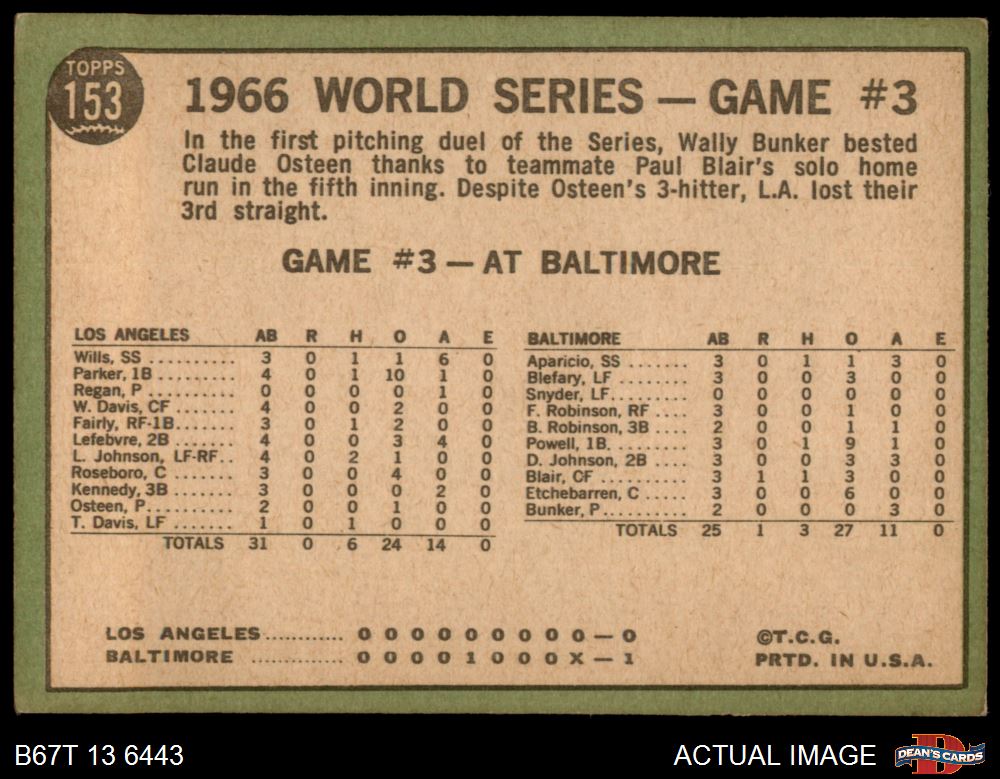 TOPPS
153
1966 WORLD SERIES — GAME #3
In the first pitching duel of the Series, Wally Bunker bested
Claude Osteen thanks to teammate Paul Blair's solo home
run in the fifth inning. Despite Osteen's 3-hitter, L.A. lost their
3rd straight.
GAME #3 — AT BALTIMORE
LOS ANGELES AB R H O A E
Wills, SS .......... 3 0 1 1 6 0
Parker, 1B ......... 4 0 1 10 1 0
Regan, P ........... 0 0 0 0 1 0
W. Davis, CF ....... 4 0 0 2 0 0
Fairly, RF-1B....... 3 0 1 2 0 0
Lefebvre, 2B ....... 4 0 0 3 4 0
L. Johnson, LF-RF.. 4 0 2 1 0 0
Roseboro, C ........ 3 0 0 4 0 0
Kennedy, 3B ........ 3 0 0 0 2 0
Osteen, P........... 2 0 0 1 0 0
T. Davis, LF ....... 1 0 1 0 0 0
TOTALS 31 0 6 24 14 0
BALTIMORE AB R H O A E
Aparicio, SS ....... 3 0 1 1 3 0
Blefary, LF ........ 3 0 0 3 0 0
Snyder, LF.......... 0 0 0 0 0 0
F. Robinson, RF .... 3 0 0 1 0 0
B. Robinson, 3B .... 2 0 0 1 1 0
Powell, 1B.......... 3 0 1 9 1 0
D. Johnson, 2B ..... 3 0 0 3 3 0
Blair, CF .......... 3 1 1 3 0 0
Etchebarren, C ..... 3 0 0 6 0 0
Bunker, P........... 2 0 0 0 3 0
TOTALS 25 1 3 27 11 0
LOS ANGELES ............ 0 0 0 0 0 0 0 0 0 — 0
BALTIMORE .............. 0 0 0 0 1 0 0 0 X — 1
©T.C.G.
PRTD. IN U.S.A.
B67T 13 6443
ACTUAL IMAGE
DEAN'S CARDS